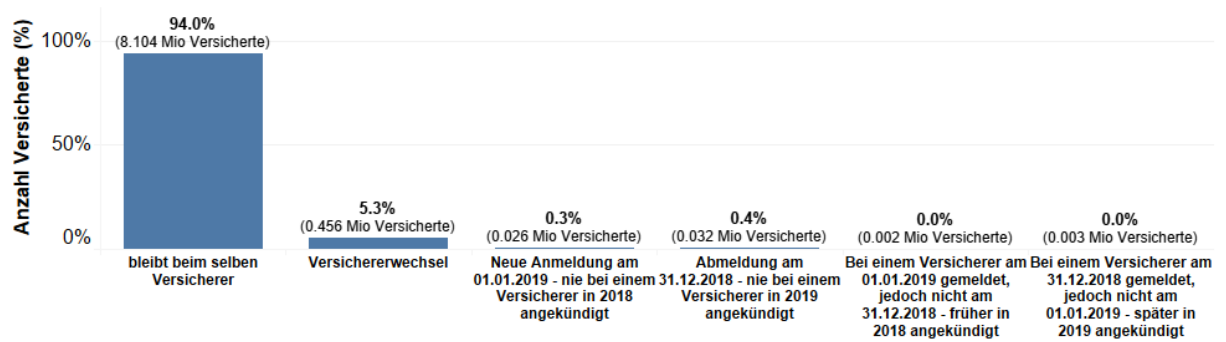 Anzahl Versicherte (%)
100%
50%
0%
94.0%
(8.104 Mio Versicherte)
5.3%
(0.456 Mio Versicherte)
0.3%
(0.026 Mio Versicherte)
0.4%
(0.032 Mio Versicherte)
0.0%
(0.002 Mio Versicherte)
0.0%
(0.003 Mio Versicherte)
bleibt beim selben
Versicherer
Versichererwechsel
Neue Anmeldung am
01.01.2019 - nie bei einem
Versicherer in 2018
angekündigt
Abmeldung am
31.12.2018 - nie bei einem
Versicherer in 2019
angekündigt
Bei einem Versicherer am
01.01.2019 gemeldet,
jedoch nicht am
31.12.2018 - früher in
2018 angekündigt
Bei einem Versicherer am
31.12.2018 gemeldet,
jedoch nicht am
01.01.2019 - später in
2019 angekündigt